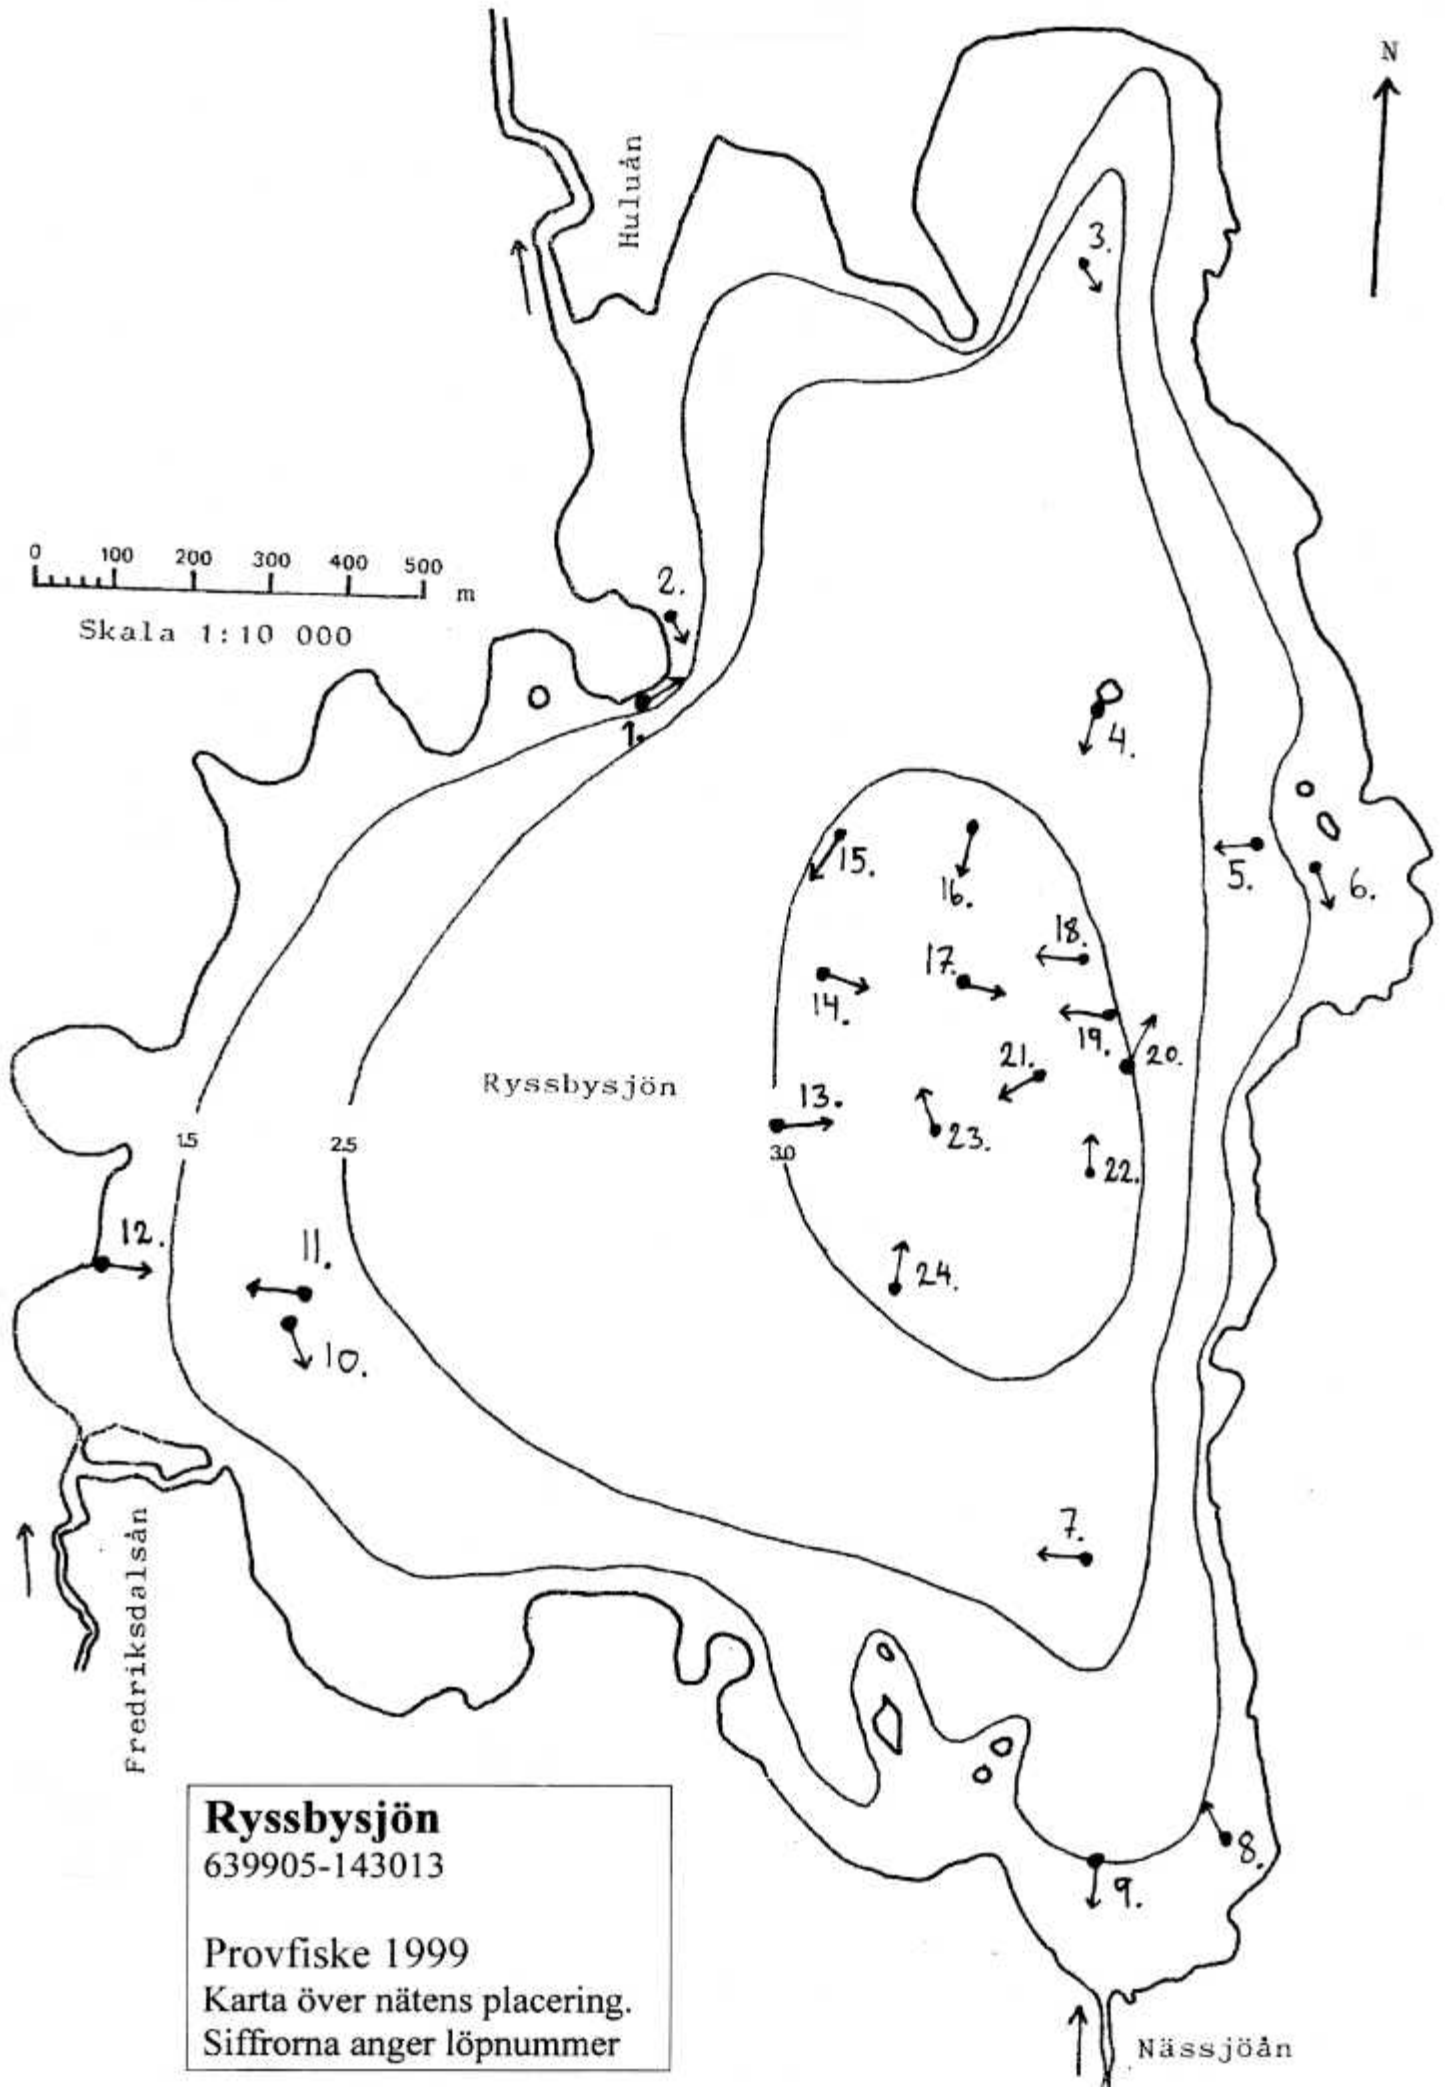 N
Huluån
3.
0 100 200 300 400 500 m
Skala 1:10 000
2.
1.
4.
15.
16.
5.
6.
18.
17.
14.
19.
20.
21.
Ryssbysjön
13.
23.
22.
1.5
2.5
3.0
12.
11.
10.
24.
7.
Fredriksdalsån
8.
9.
Ryssbysjön
639905-143013
Provfiske 1999
Karta över nätens placering.
Siffrorna anger löpnummer
Nässjöån